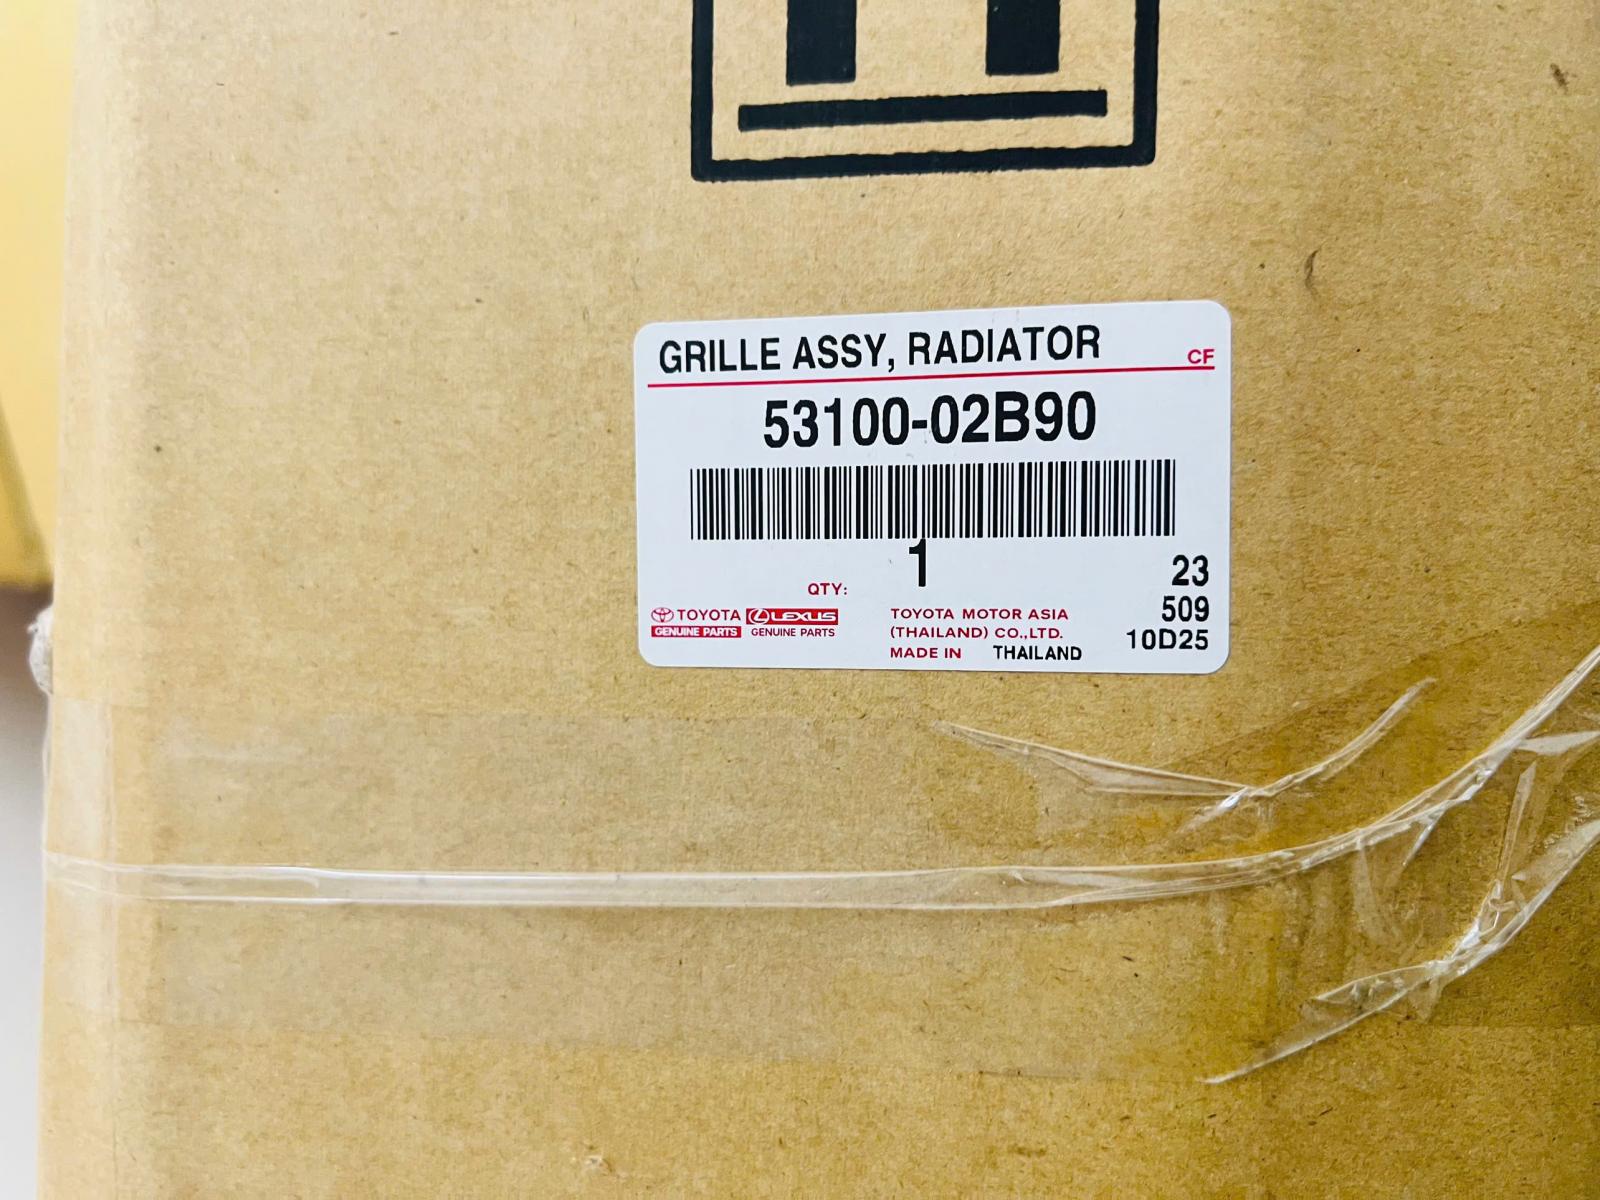 GRILLE ASSY, RADIATOR CF
53100-02B90
QTY: 1
23
509
10D25
TOYOTA LEXUS
GENUINE PARTS GENUINE PARTS
TOYOTA MOTOR ASIA
(THAILAND) CO.,LTD.
MADE IN THAILAND